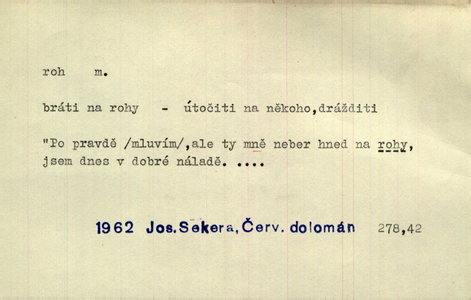 roh m.
bráti na rohy - útočiti na někoho,drážditi
"Po pravdě /mluvím/,ale ty mně neber hned na rohy,
jsem dnes v dobré náladě. ....
1962 Jos.Sekera,Červ. dolomán 278,42